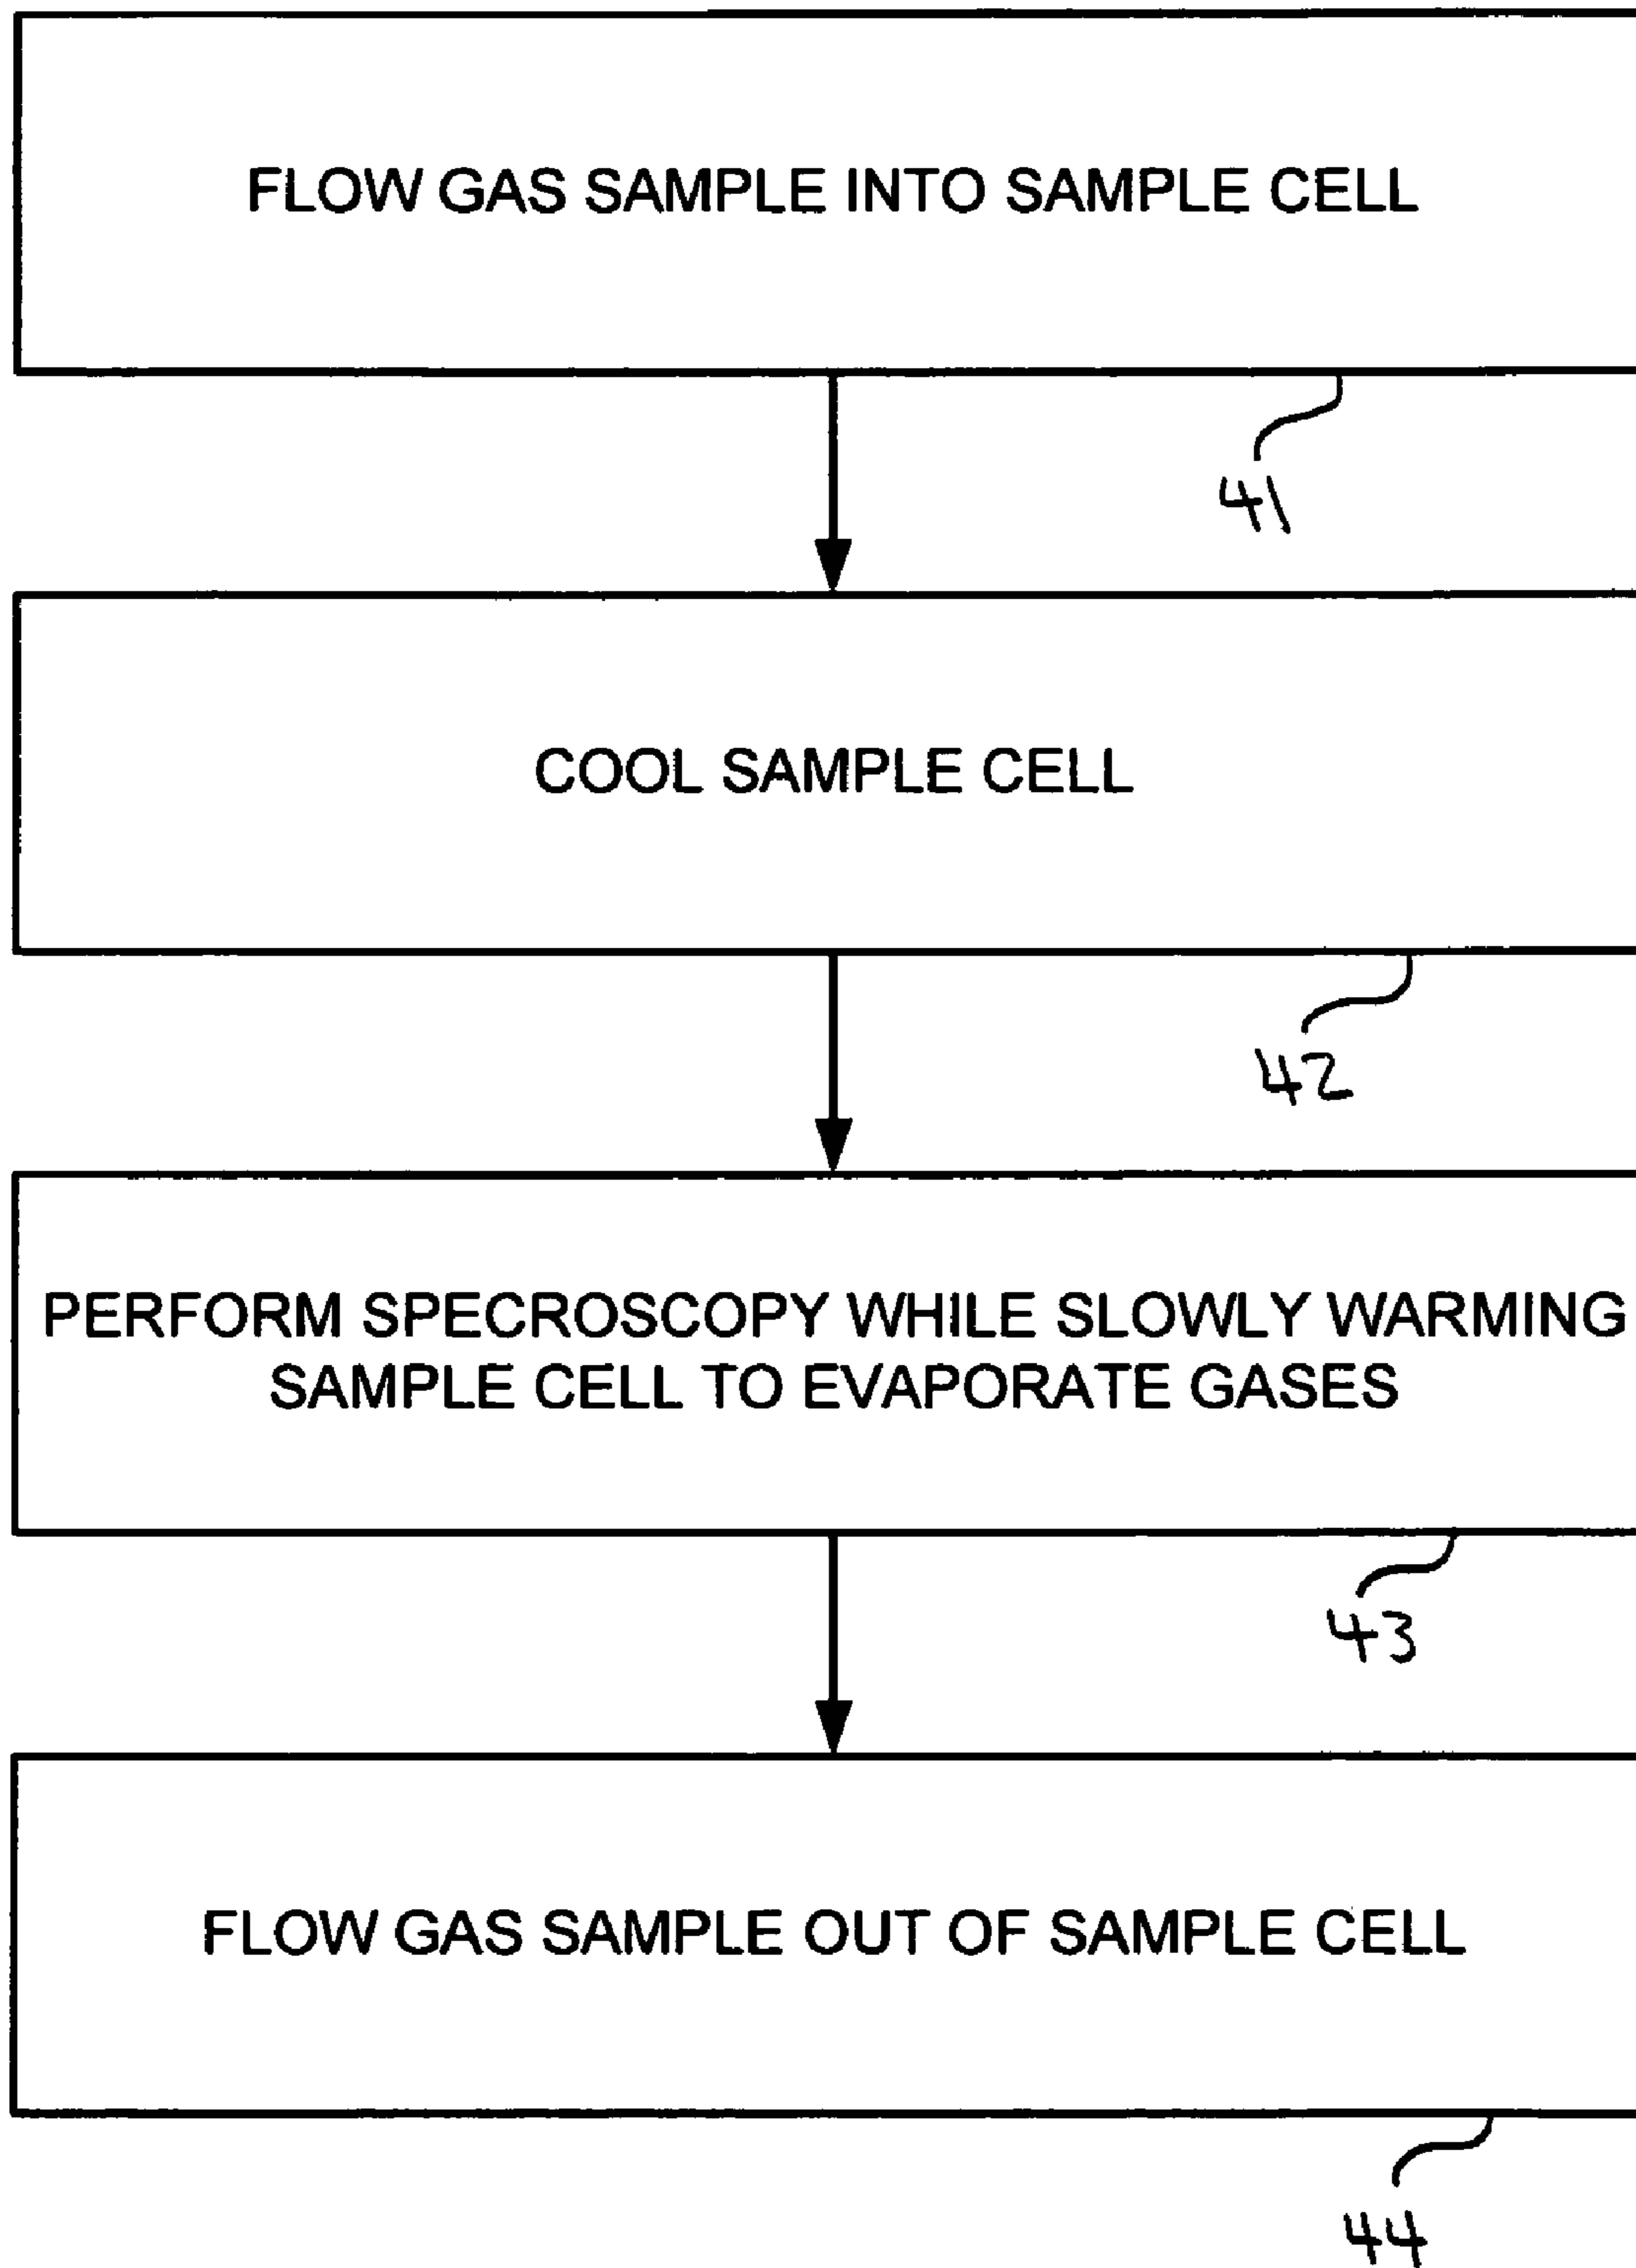 FLOW GAS SAMPLE INTO SAMPLE CELL
41
COOL SAMPLE CELL
42
PERFORM SPECROSCOPY WHILE SLOWLY WARMING
SAMPLE CELL TO EVAPORATE GASES
43
FLOW GAS SAMPLE OUT OF SAMPLE CELL
44